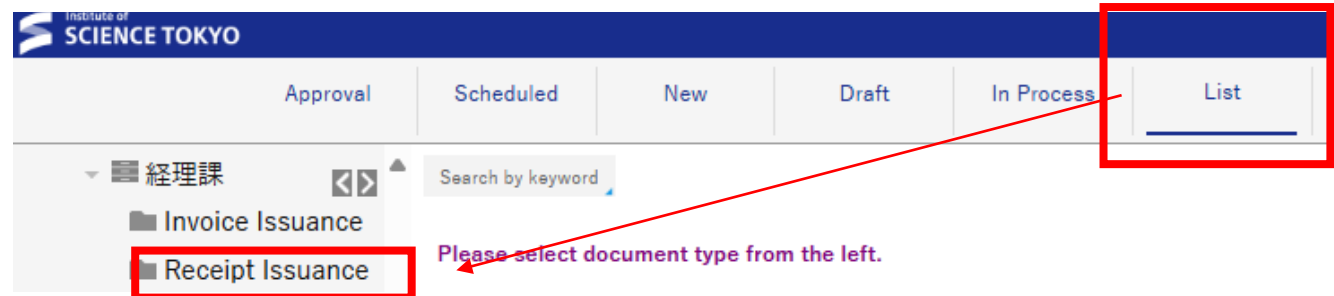 Institute of
SCIENCE TOKYO
Approval Scheduled New Draft In Process List
経理課
Search by keyword
Invoice Issuance
Please select document type from the left.
Receipt Issuance